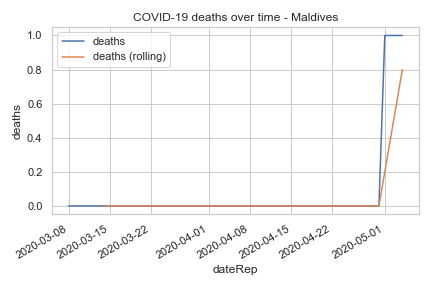 COVID-19 deaths over time - Maldives
deaths
deaths (rolling)
1.0
0.8
0.6
0.4
0.2
0.0
deaths
2020-03-08
2020-03-15
2020-03-22
2020-04-01
2020-04-08
2020-04-15
2020-04-22
2020-05-01
dateRep